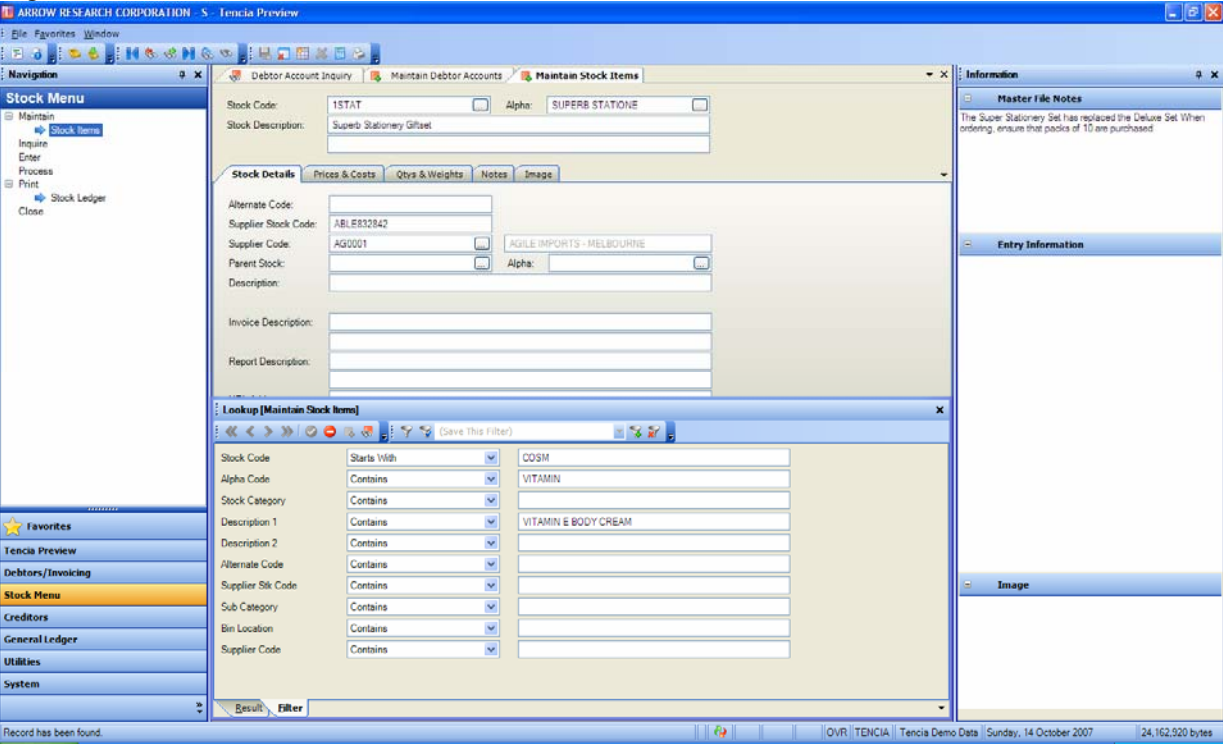 ARROW RESEARCH CORPORATION - S - Tencia Preview
File Favorites Window
Navigation
Stock Menu
Maintain
Stock Items
Inquire
Enter
Process
Print
Stock Ledger
Close
Favorites
Tencia Preview
Debtors/Invoicing
Stock Menu
Creditors
General Ledger
Utilities
System
Debtor Account Inquiry Maintain Debtor Accounts Maintain Stock Items
Stock Code: 1STAT ... Alpha: SUPERB STATIONE ...
Stock Description: Superb Stationery Giftset
Stock Details Prices & Costs Qtys & Weights Notes Image
Alternate Code:
Supplier Stock Code: ABLE832842
Supplier Code: AG0001 ... AGILE IMPORTS - MELBOURNE
Parent Stock: ... Alpha: ...
Description:
Invoice Description:
Report Description:
Lookup [Maintain Stock Items]
(Save This Filter)
Stock Code Starts With COSM
Alpha Code Contains VITAMIN
Stock Category Contains
Description 1 Contains VITAMIN E BODY CREAM
Description 2 Contains
Alternate Code Contains
Supplier Stk Code Contains
Sub Category Contains
Bin Location Contains
Supplier Code Contains
Result Filter
Information
Master File Notes
The Super Stationery Set has replaced the Deluxe Set When
ordering, ensure that packs of 10 are purchased
Entry Information
Image
Record has been found. OVR TENCIA Tencia Demo Data Sunday, 14 October 2007 24,162,920 bytes